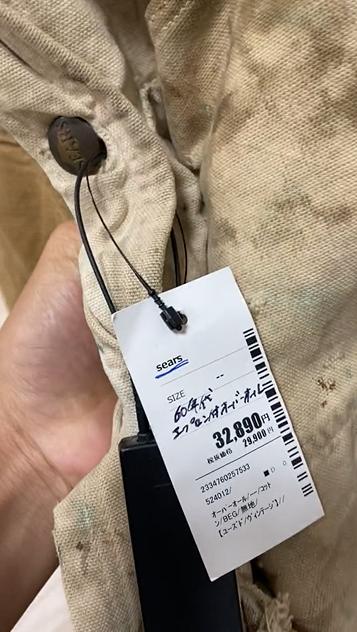 SEARS
sears
SIZE
--
60年代
エプロン付オーバーオール
32,890円
税抜価格 29,900円
2334760257533
524012/
オーバーオール/--/コット
ン/BEG/無地/
【ユーズド/ヴィンテージ】//